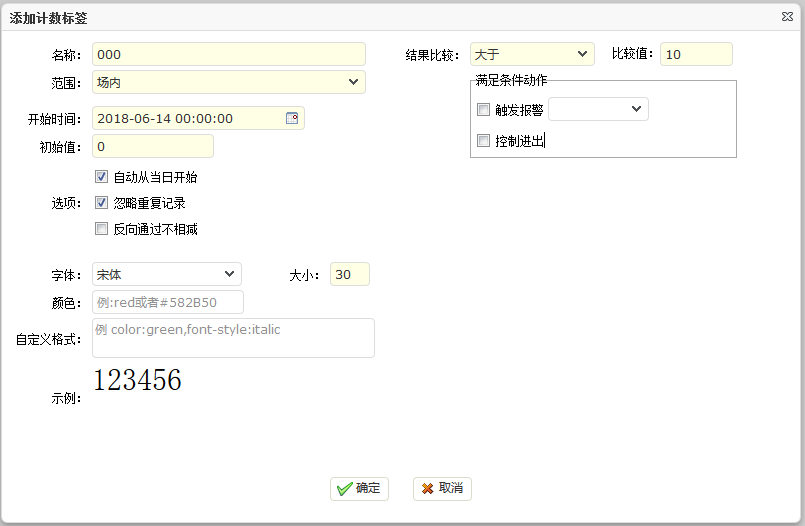 添加计数标签
名称： 000
范围： 场内
开始时间： 2018-06-14 00:00:00
初始值： 0
自动从当日开始
选项： 忽略重复记录
反向通过不相减
字体： 宋体 大小： 30
颜色： 例:red或者#582B50
自定义格式： 例 color:green,font-style:italic
示例： 123456
结果比较： 大于 比较值： 10
满足条件动作
触发报警
控制进出
确定 取消